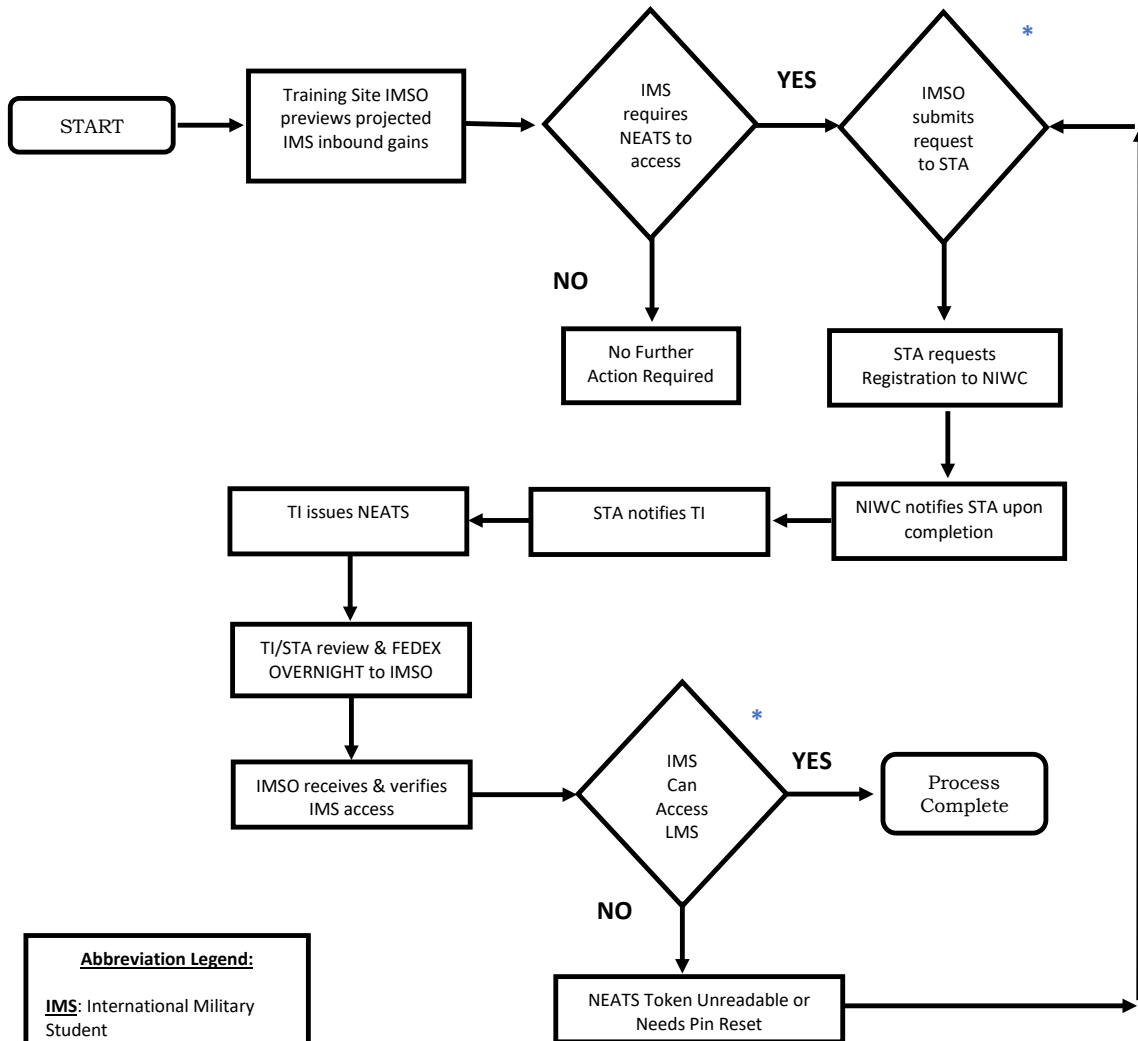 START
Training Site IMSO
previews projected
IMS inbound gains
IMS
requires
NEATS to
access
YES
*
IMSO
submits
request
to STA
NO
No Further
Action Required
STA requests
Registration to NIWC
NIWC notifies STA upon
completion
STA notifies TI
TI issues NEATS
TI/STA review & FEDEX
OVERNIGHT to IMSO
IMSO receives & verifies
IMS access
*
IMS
Can
Access
LMS
YES
Process
Complete
NO
NEATS Token Unreadable or
Needs Pin Reset
Abbreviation Legend:
IMS: International Military
Student